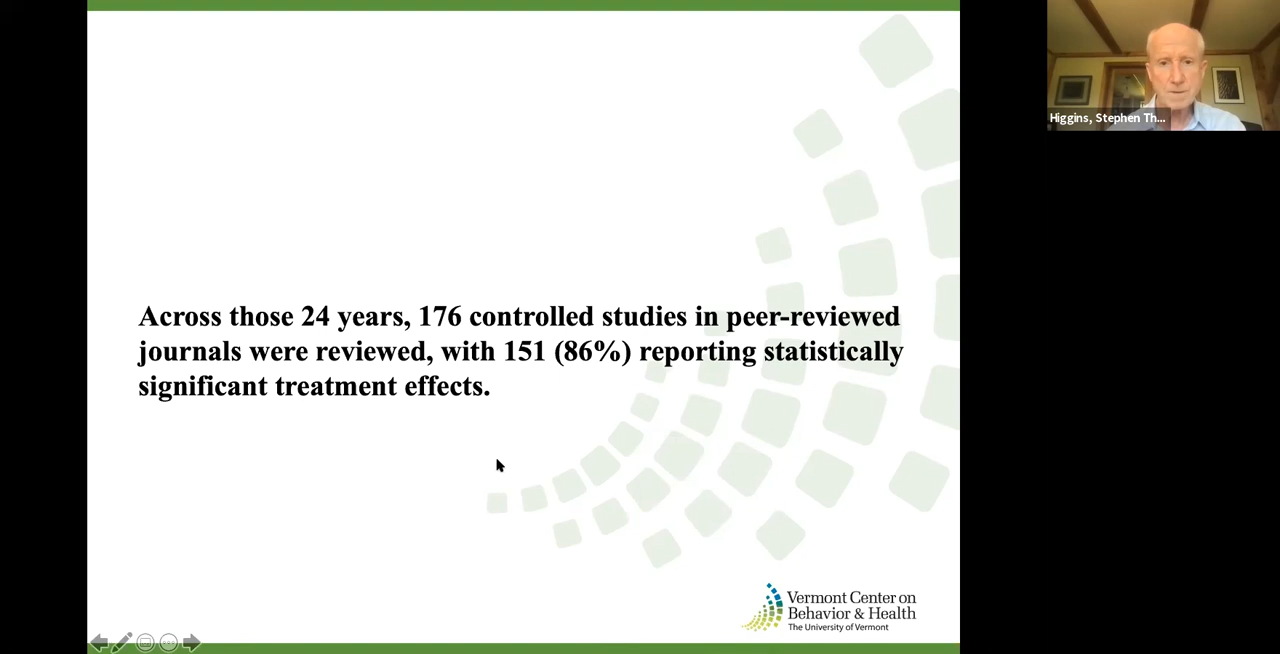 Higgins, Stephen Th...
Across those 24 years, 176 controlled studies in peer-reviewed
journals were reviewed, with 151 (86%) reporting statistically
significant treatment effects.
Vermont Center on
Behavior & Health
The University of Vermont